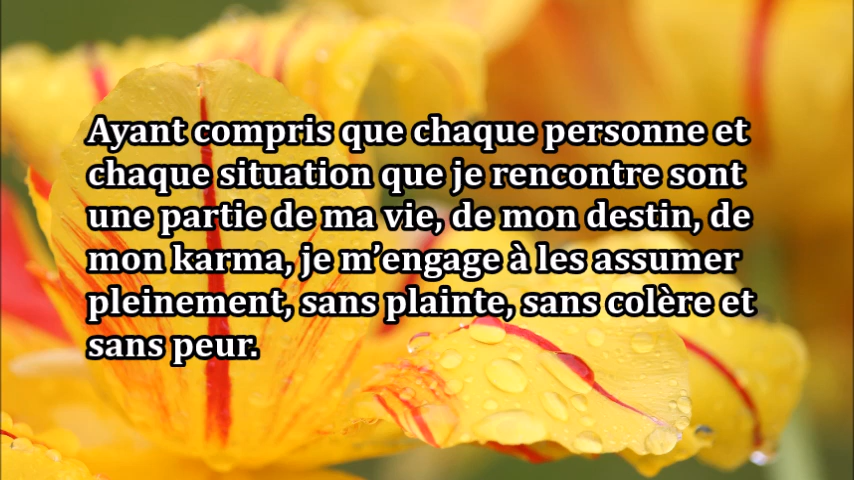 Ayant compris que chaque personne et
chaque situation que je rencontre sont
une partie de ma vie, de mon destin, de
mon karma, je m’engage à les assumer
pleinement, sans plainte, sans colère et
sans peur.